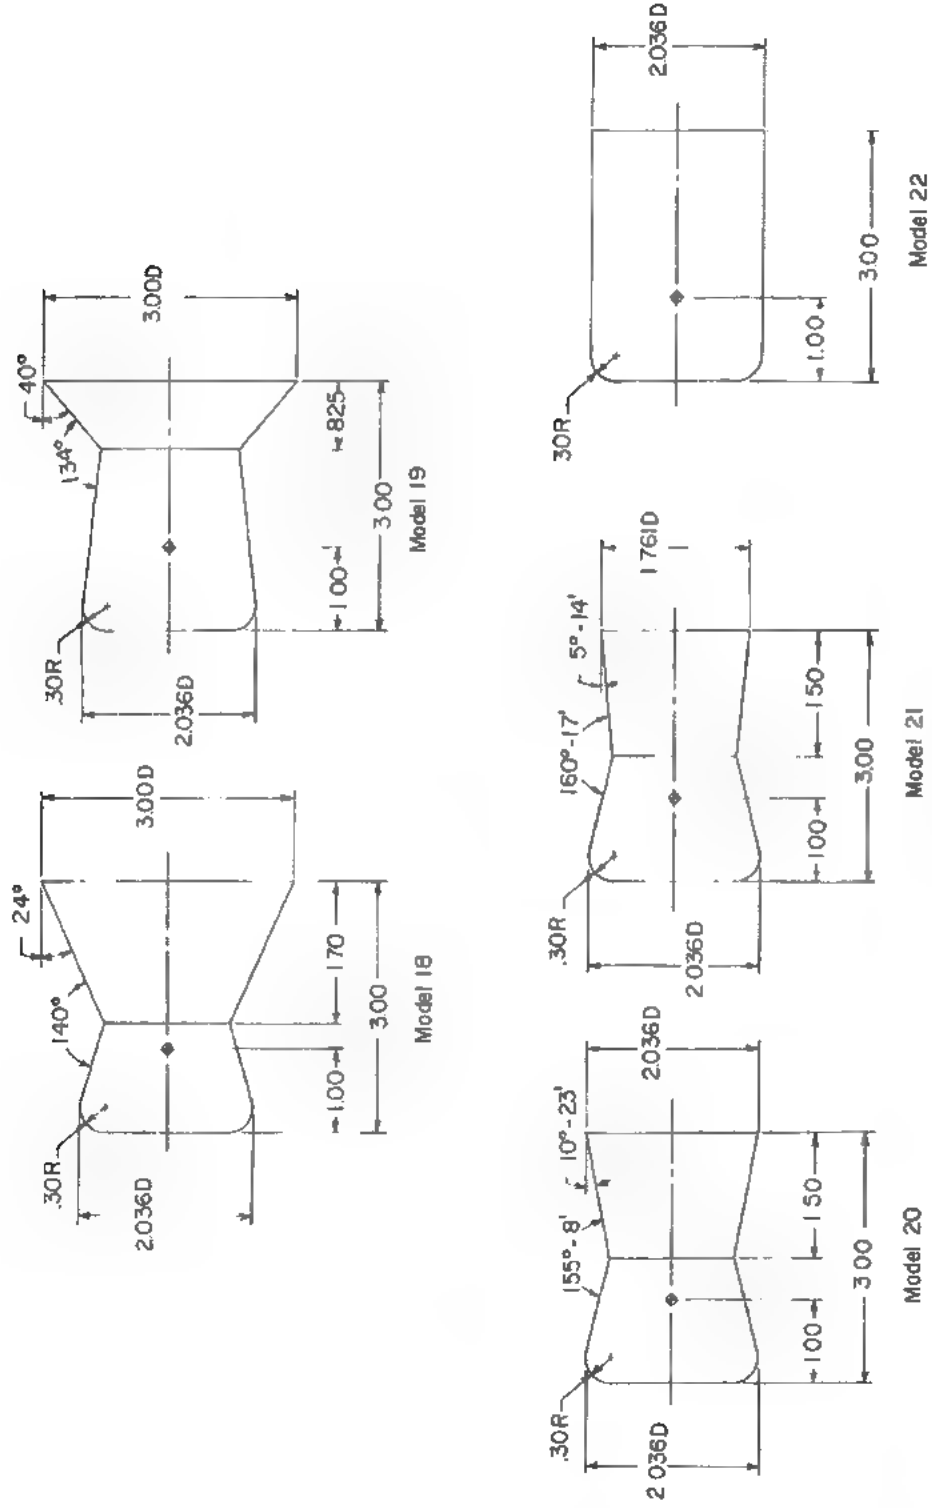 .30R
2.036D
140°
24°
3.00D
1.00
1.70
3.00
Model 18
.30R
2.036D
134°
40°
3.00D
1.00
.825
3.00
Model 19
.30R
2.036D
155°-8'
10°-23'
2.036D
1.00
1.50
3.00
Model 20
.30R
2.036D
160°-17'
5°-14'
1.761D
1.00
1.50
3.00
Model 21
.30R
2.036D
1.00
3.00
Model 22